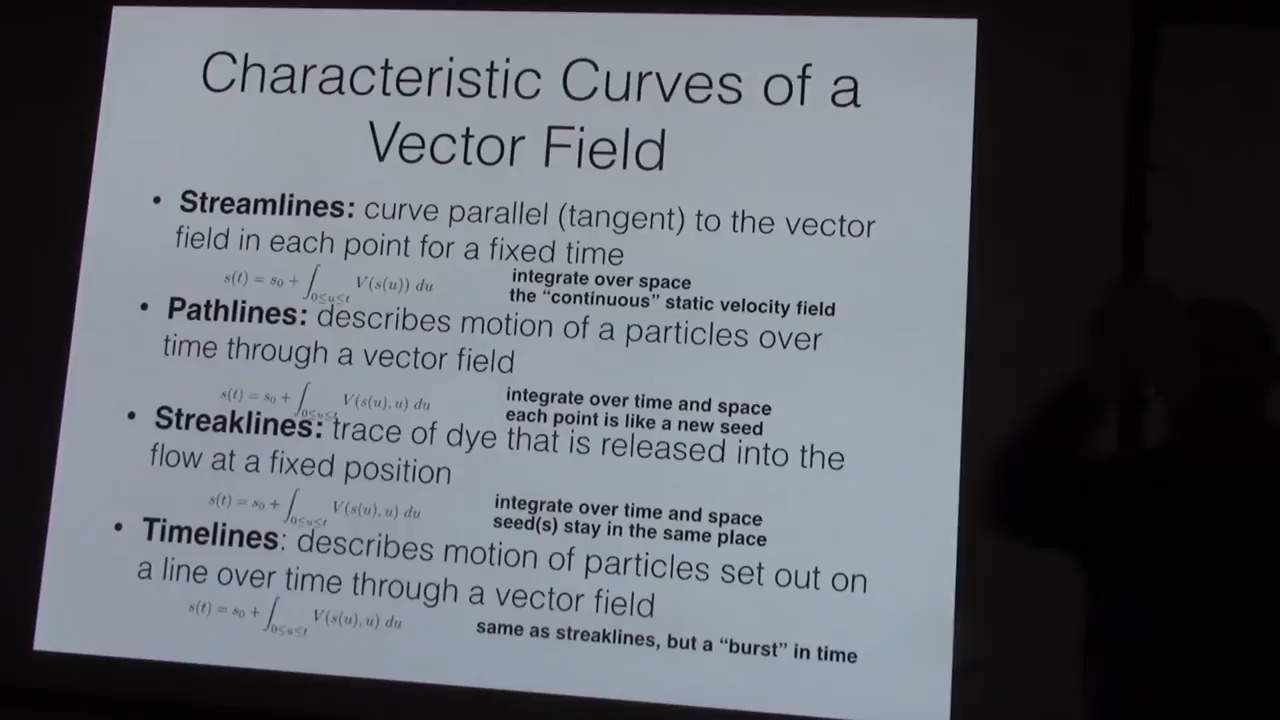 Characteristic Curves of a
Vector Field
• Streamlines: curve parallel (tangent) to the vector
field in each point for a fixed time
s(t) = s₀ + ∫_{0≤u≤t} V(s(u)) du
integrate over space
the “continuous” static velocity field
• Pathlines: describes motion of a particles over
time through a vector field
s(t) = s₀ + ∫_{0≤u≤t} V(s(u), u) du
integrate over time and space
each point is like a new seed
• Streaklines: trace of dye that is released into the
flow at a fixed position
s(t) = s₀ + ∫_{0≤u≤t} V(s(u), u) du
integrate over time and space
seed(s) stay in the same place
• Timelines: describes motion of particles set out on
a line over time through a vector field
s(t) = s₀ + ∫_{0≤u≤t} V(s(u), u) du
same as streaklines, but a “burst” in time